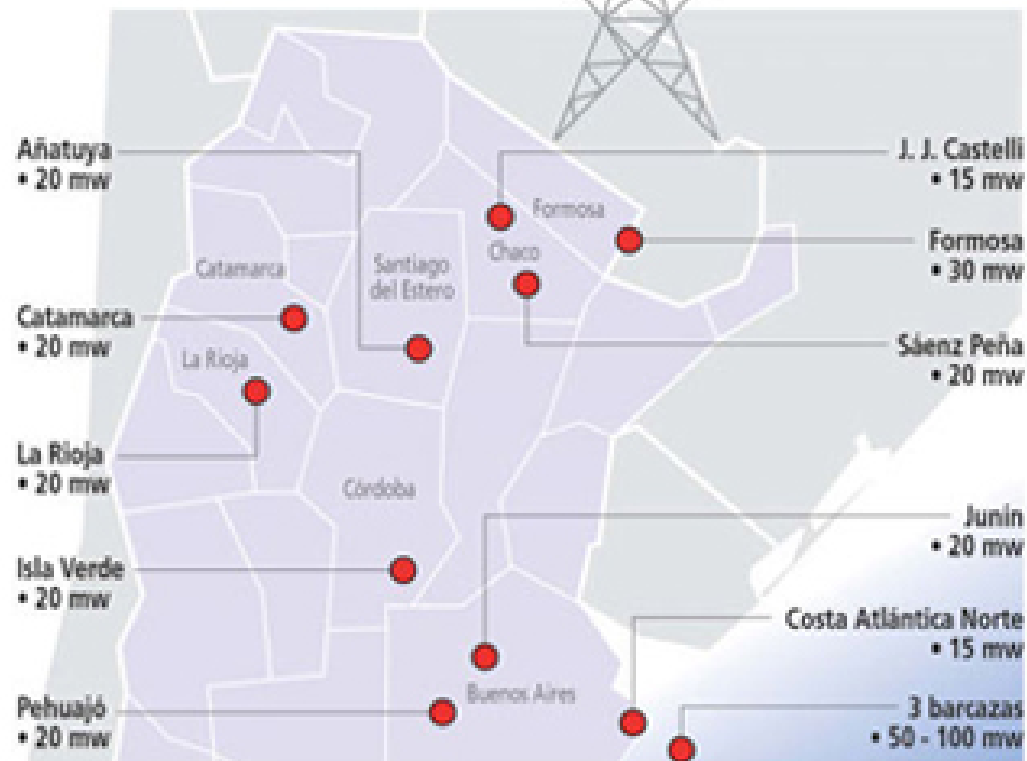 Añatuya
• 20 mw
J. J. Castelli
• 15 mw
Formosa
Formosa
• 30 mw
Chaco
Santiago
del Estero
Catamarca
Catamarca
• 20 mw
Sáenz Peña
• 20 mw
La Rioja
La Rioja
• 20 mw
Córdoba
Junín
• 20 mw
Isla Verde
• 20 mw
Costa Atlántica Norte
• 15 mw
Buenos Aires
Pehuajó
• 20 mw
3 barcazas
• 50 - 100 mw